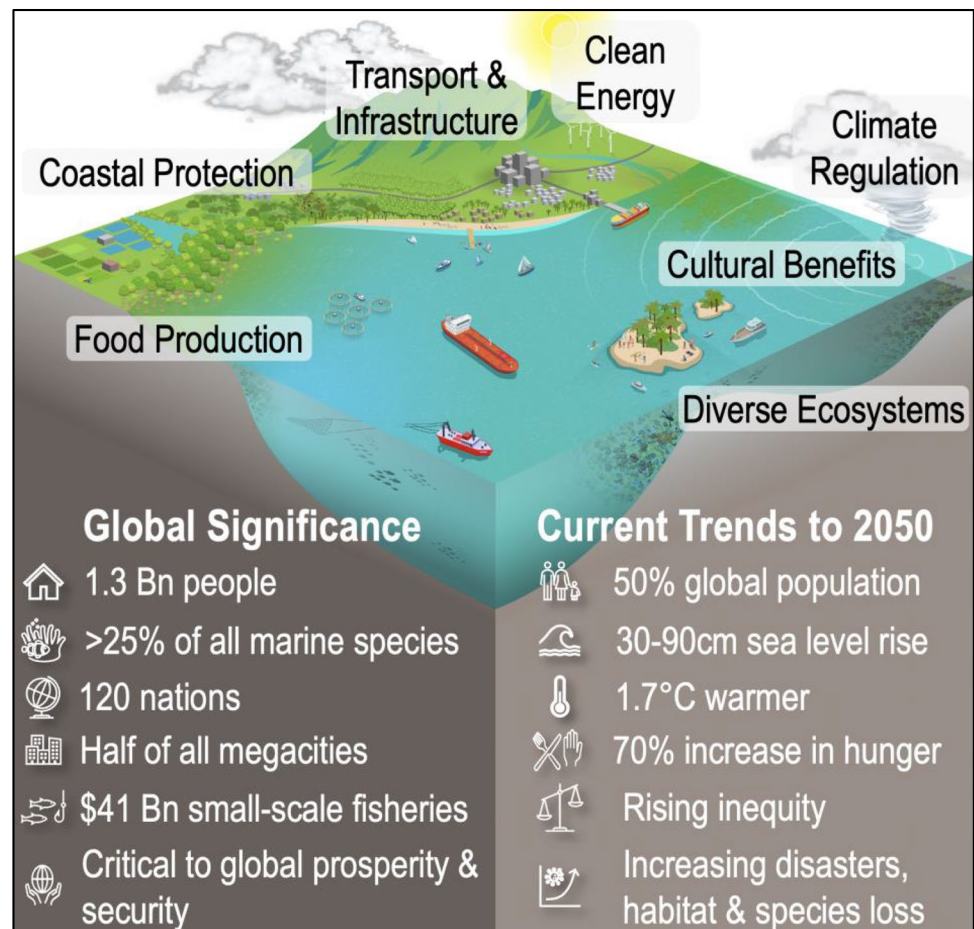 Clean
Energy
Transport &
Infrastructure
Climate
Regulation
Coastal Protection
Cultural Benefits
Food Production
Diverse Ecosystems
Global Significance
1.3 Bn people
>25% of all marine species
120 nations
Half of all megacities
$41 Bn small-scale fisheries
Critical to global prosperity &
security
Current Trends to 2050
50% global population
30-90cm sea level rise
1.7°C warmer
70% increase in hunger
Rising inequity
Increasing disasters,
habitat & species loss